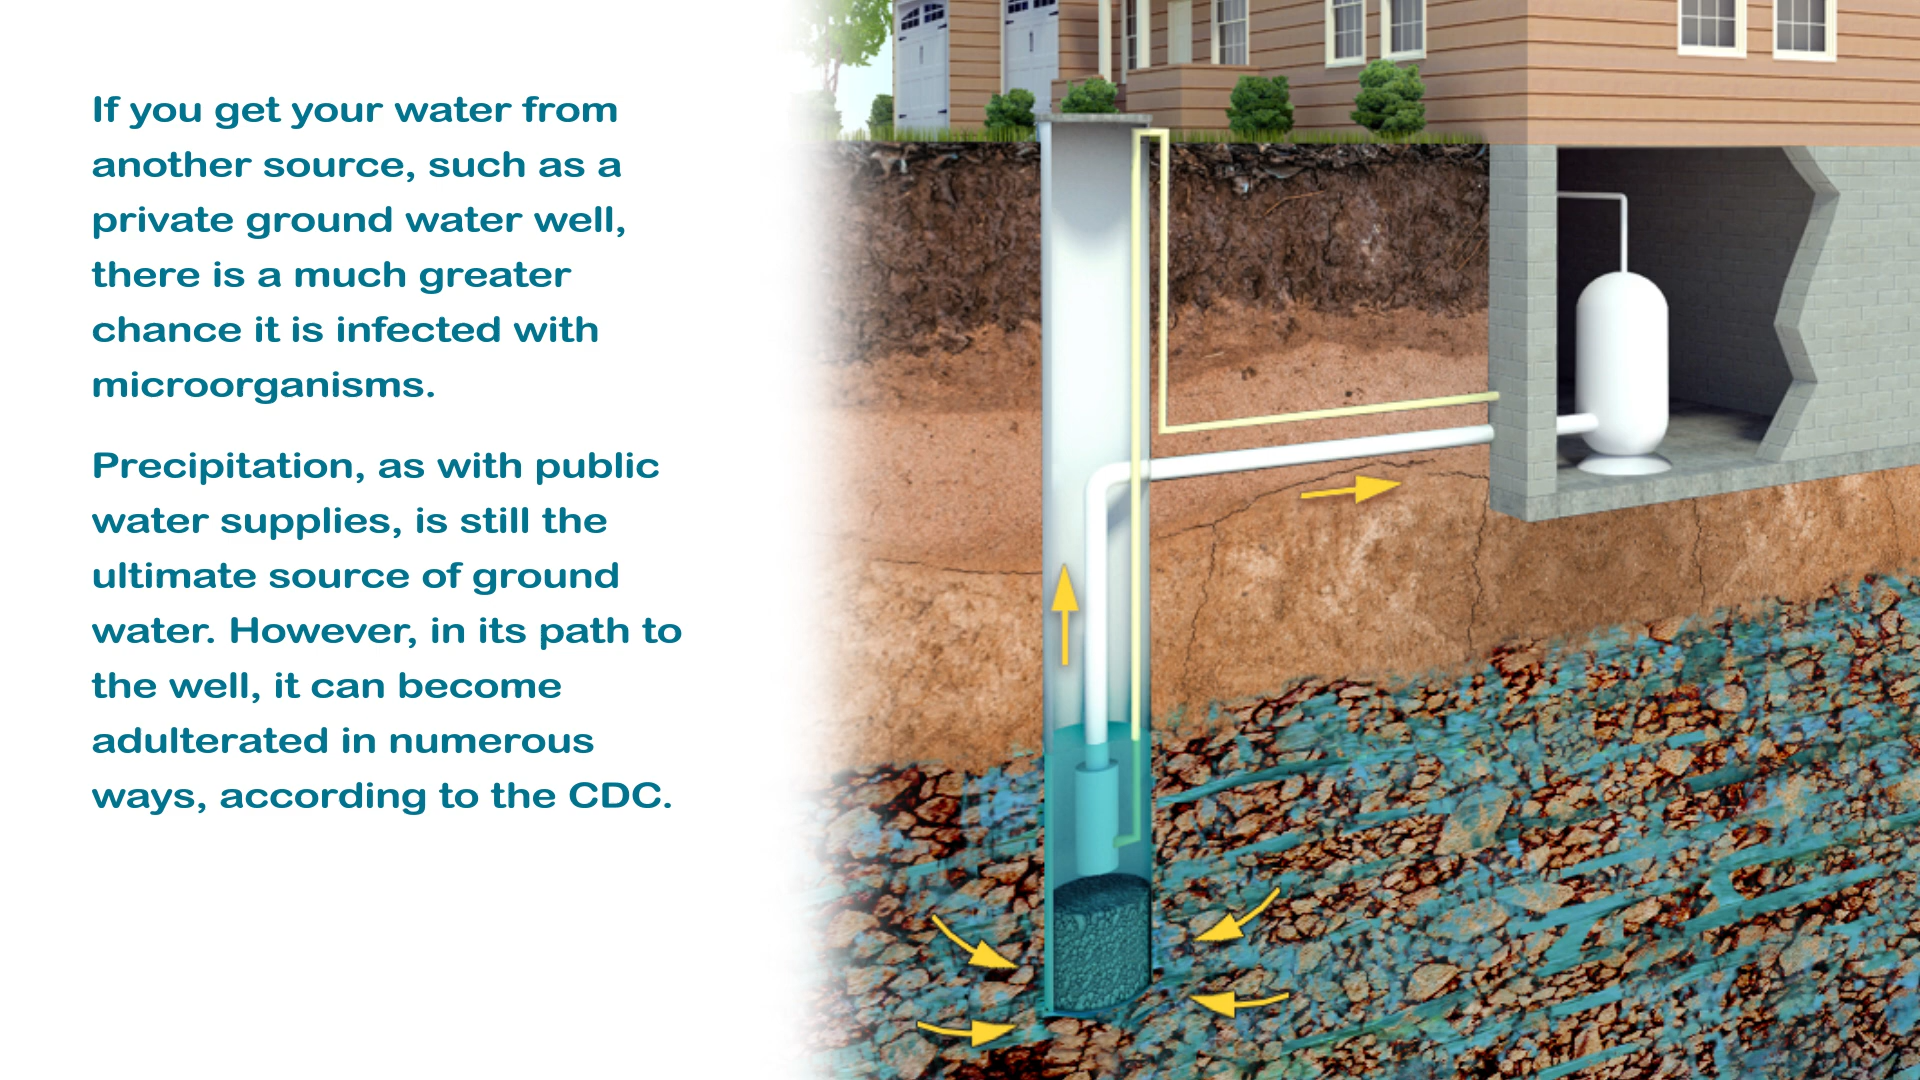 If you get your water from
another source, such as a
private ground water well,
there is a much greater
chance it is infected with
microorganisms.
Precipitation, as with public
water supplies, is still the
ultimate source of ground
water. However, in its path to
the well, it can become
adulterated in numerous
ways, according to the CDC.